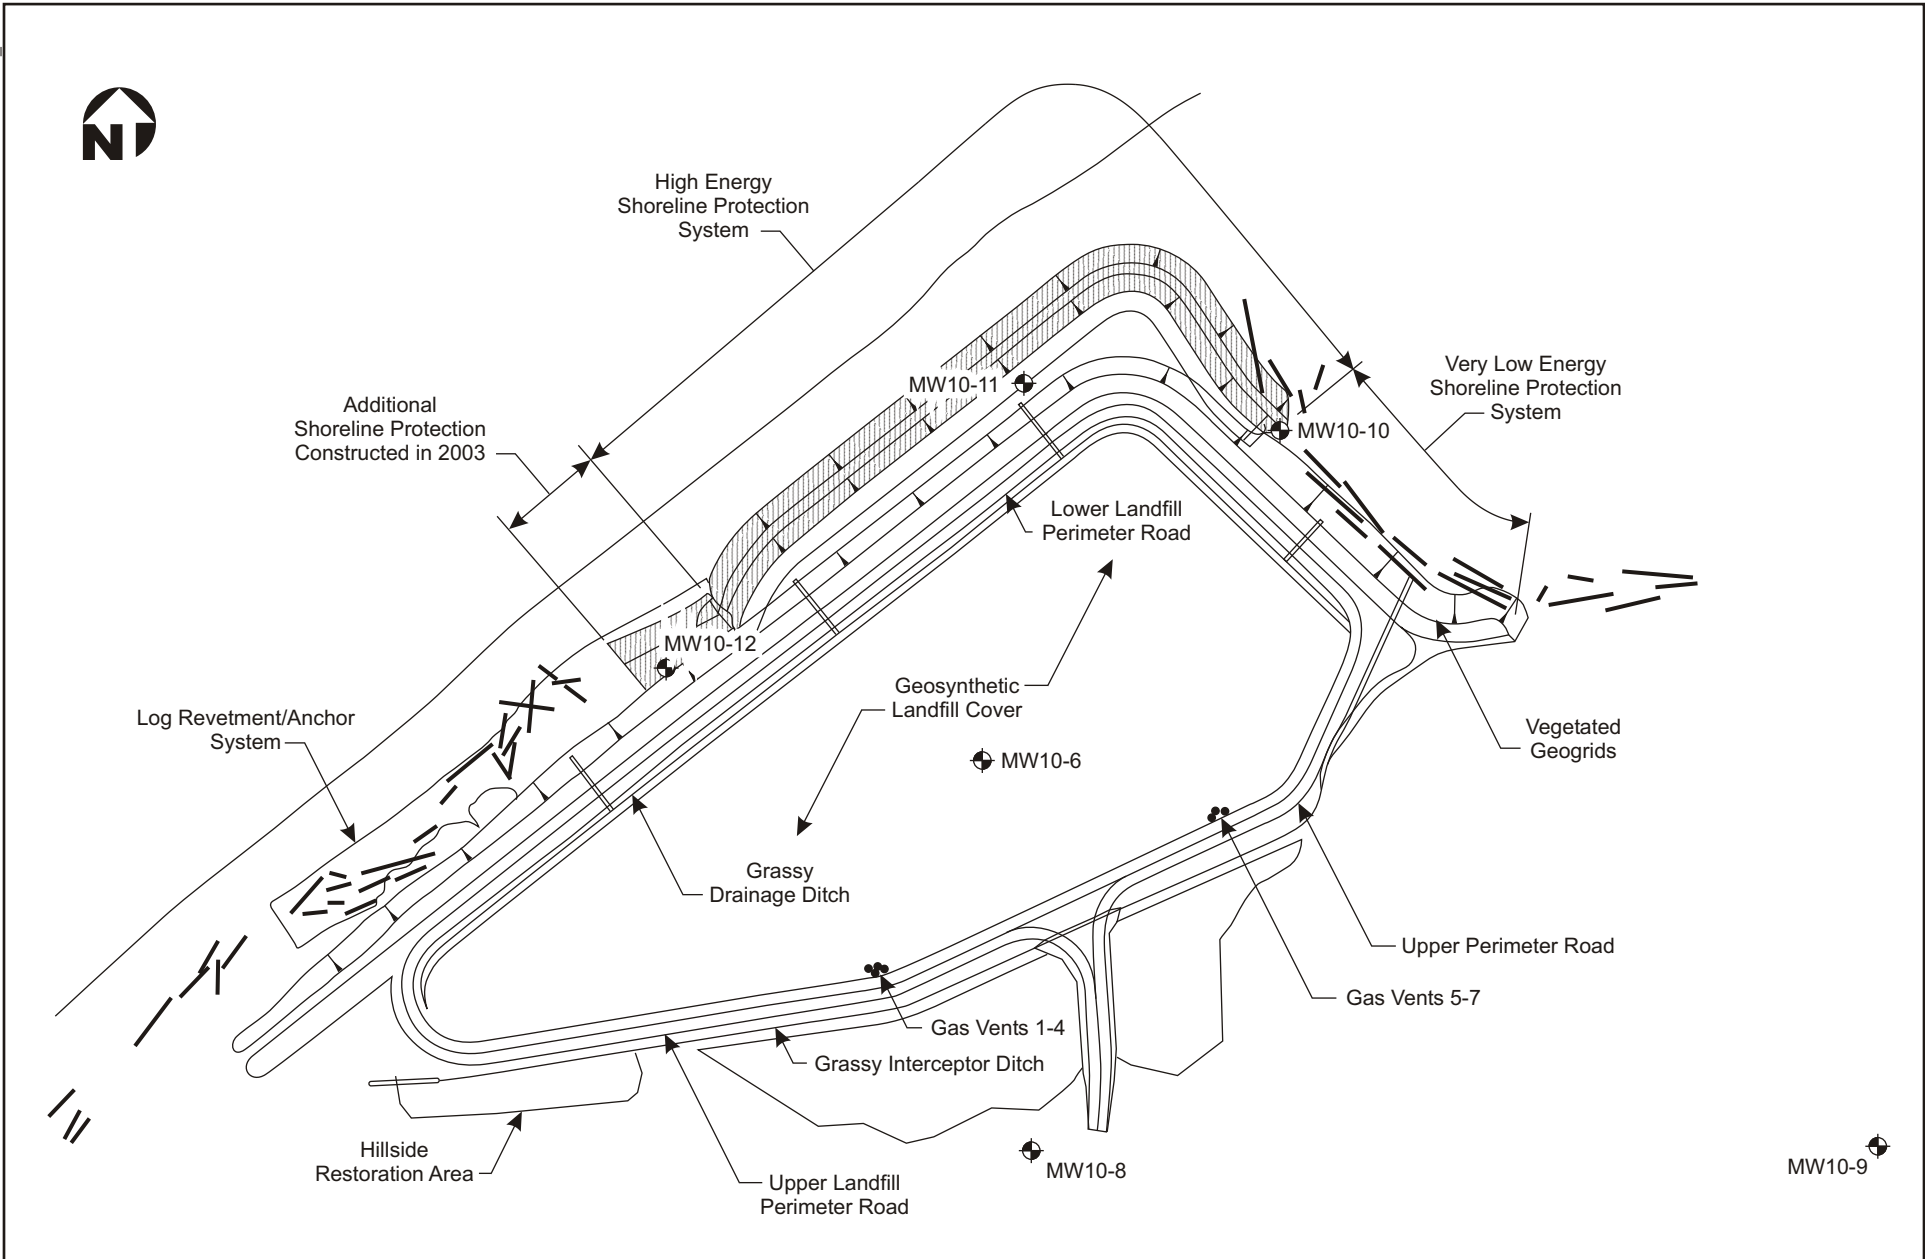 N
High Energy
Shoreline Protection
System
Very Low Energy
Shoreline Protection
System
MW10-11
Additional
Shoreline Protection
Constructed in 2003
MW10-10
Lower Landfill
Perimeter Road
MW10-12
Geosynthetic
Landfill Cover
Log Revetment/Anchor
System
Vegetated
Geogrids
MW10-6
Grassy
Drainage Ditch
Upper Perimeter Road
Gas Vents 5-7
Gas Vents 1-4
Grassy Interceptor Ditch
Hillside
Restoration Area
MW10-8
MW10-9
Upper Landfill
Perimeter Road